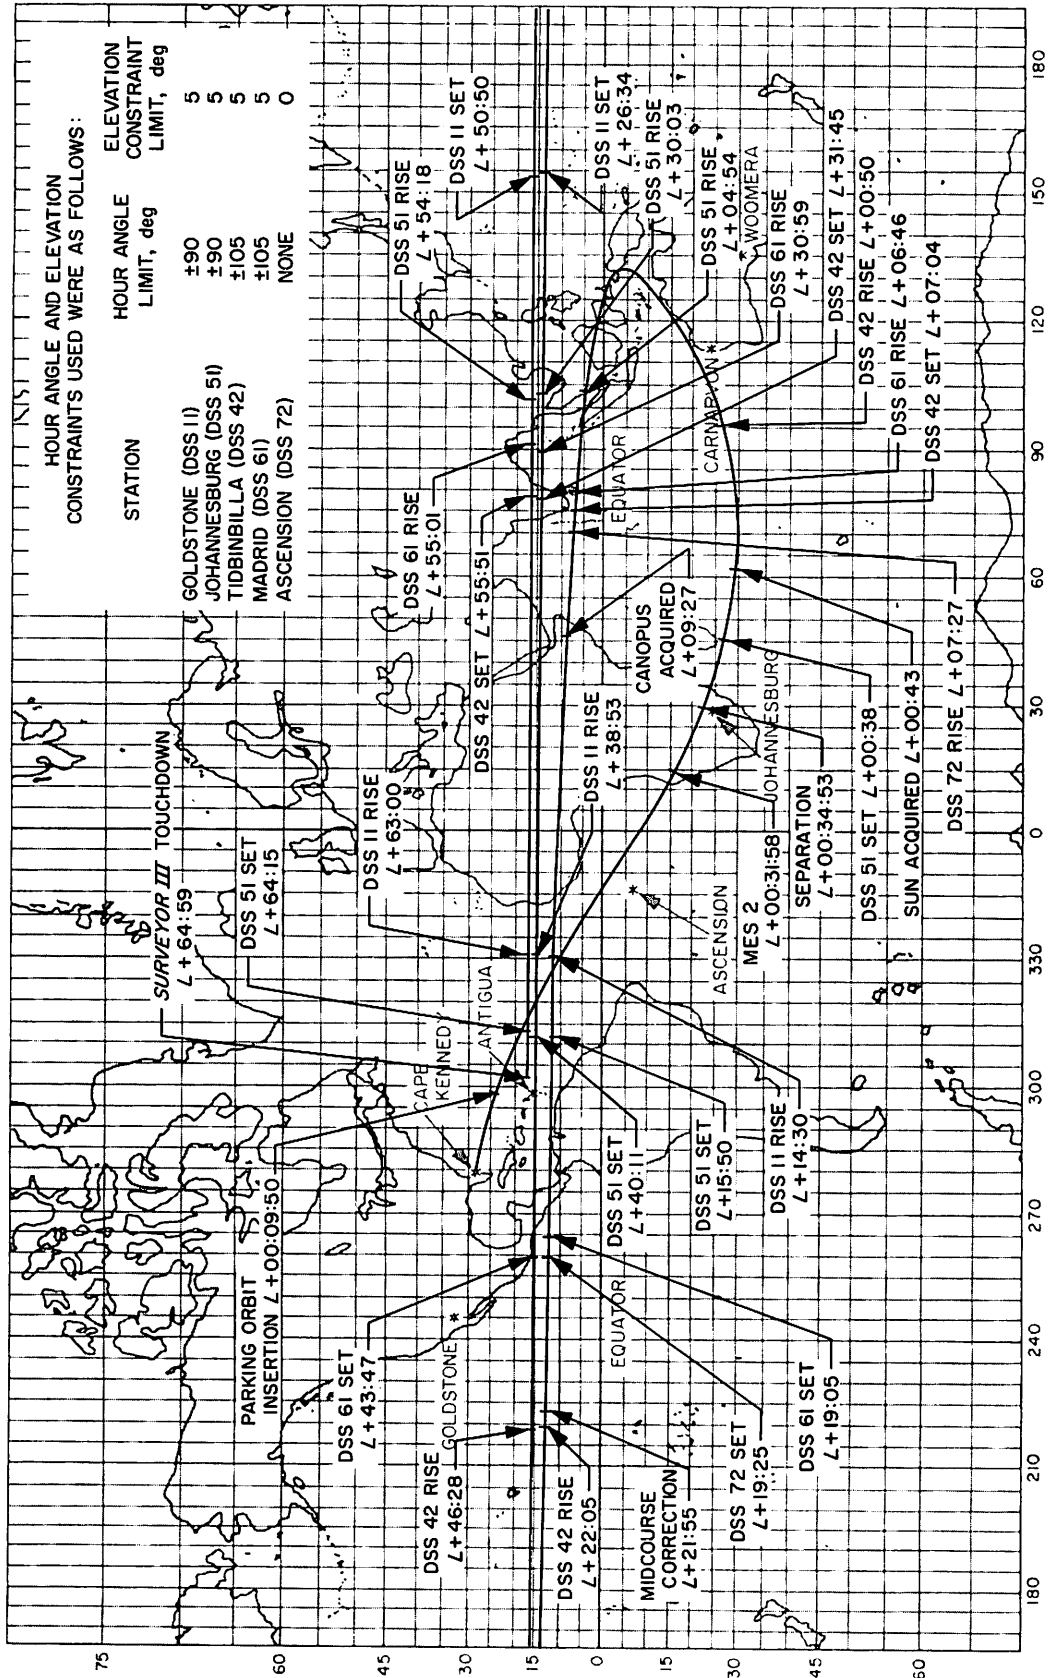 HOUR ANGLE AND ELEVATION
CONSTRAINTS USED WERE AS FOLLOWS:
STATION
HOUR ANGLE
LIMIT, deg
ELEVATION
CONSTRAINT
LIMIT, deg
GOLDSTONE (DSS 11) ±90 5
JOHANNESBURG (DSS 51) ±90 5
TIDBINBILLA (DSS 42) ±105 5
MADRID (DSS 61) ±105 5
ASCENSION (DSS 72) NONE 0
SURVEYOR III TOUCHDOWN
L + 64:59
DSS 51 SET
L+64:15
DSS 11 RISE
L+63:00
PARKING ORBIT
INSERTION L+00:09:50
DSS 61 SET
L+43:47
DSS 42 RISE
L+46:28
GOLDSTONE *
CAPE
KENNEDY
ANTIGUA
DSS 42 SET L+55:51
DSS 61 RISE
L+55:01
DSS 51 RISE
L+54:18
DSS 11 SET
L+50:50
DSS 11 SET
L+26:34
DSS 51 RISE
L+30:03
DSS 51 RISE
L+04:54
* WOOMERA
DSS 61 RISE
L+30:59
DSS 42 SET L+31:45
DSS 42 RISE L+00:50
DSS 61 RISE L+06:46
DSS 42 SET L+07:04
CARNARVON *
EQUATOR
CANOPUS
ACQUIRED
L+09:27
DSS 11 RISE
L+38:53
DSS 72 RISE L+07:27
SUN ACQUIRED L+00:43
DSS 51 SET L+00:38
SEPARATION
L+00:34:53
MES 2
L+00:31:58
JOHANNESBURG
ASCENSION
*
DSS 11 RISE
L+14:30
DSS 51 SET
L+15:50
DSS 51 SET
L+40:11
EQUATOR
DSS 61 SET
L+19:05
DSS 72 SET
L+19:25
MIDCOURSE
CORRECTION
L+21:55
DSS 42 RISE
L+22:05
75
60
45
30
15
0
15
30
45
60
180 210 240 270 300 330 0 30 60 90 120 150 180